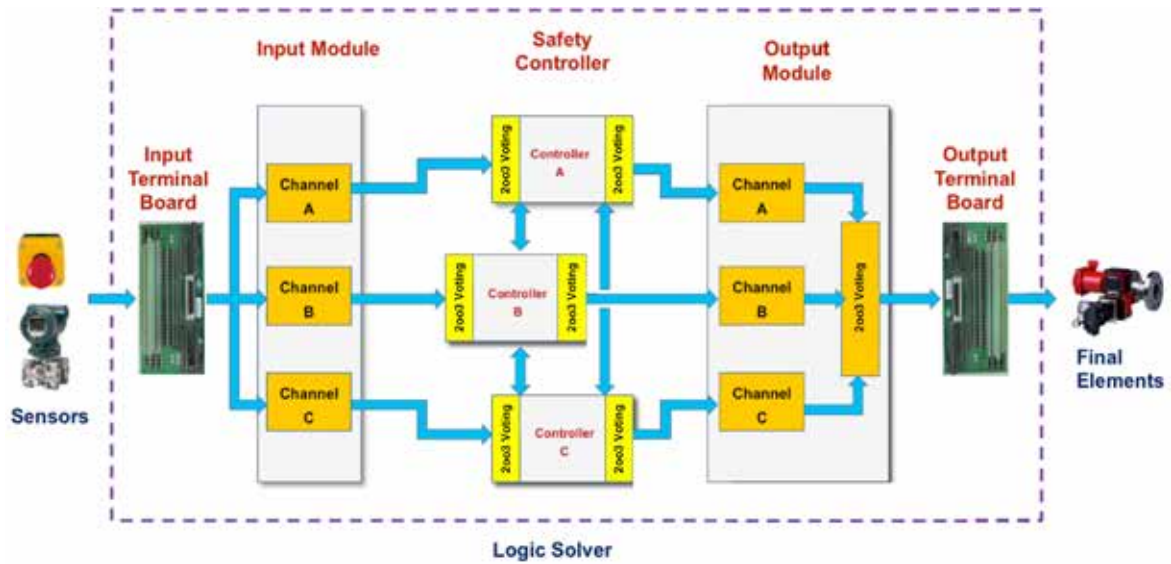 Input Module
Safety
Controller
Output
Module
Input
Terminal
Board
Output
Terminal
Board
Channel
A
Channel
B
Channel
C
2oo3 Voting
Controller
A
2oo3 Voting
2oo3 Voting
Controller
B
2oo3 Voting
2oo3 Voting
Controller
C
2oo3 Voting
Channel
A
Channel
B
Channel
C
2oo3 Voting
Sensors
Final
Elements
Logic Solver